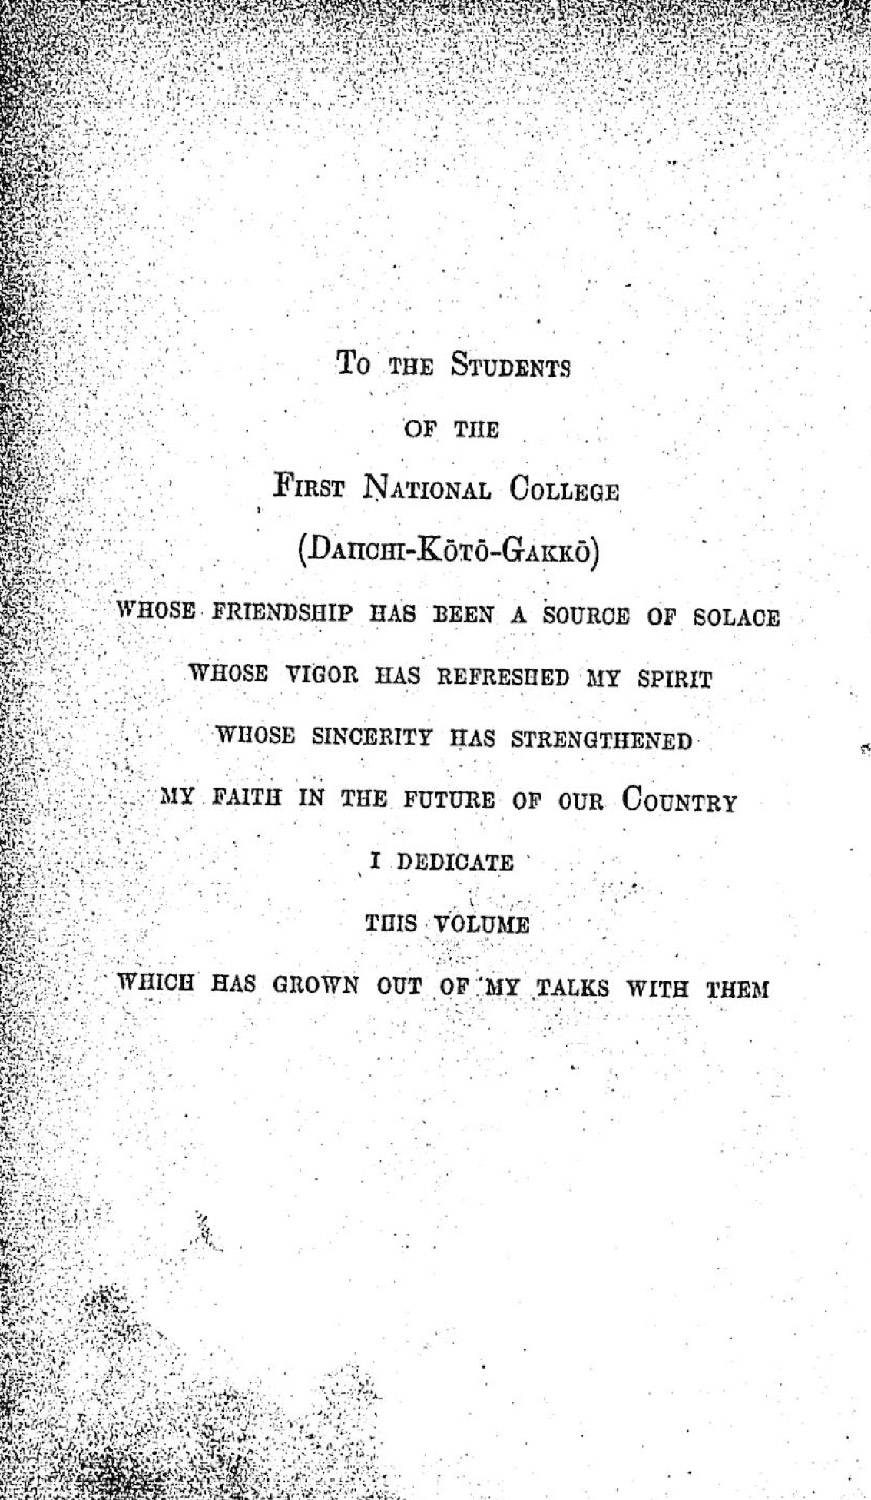 To the Students
of the
First National College
(Daiichi-Kōtō-Gakkō)
whose friendship has been a source of solace
whose vigor has refreshed my spirit
whose sincerity has strengthened
my faith in the future of our Country
I dedicate
this volume
which has grown out of my talks with them